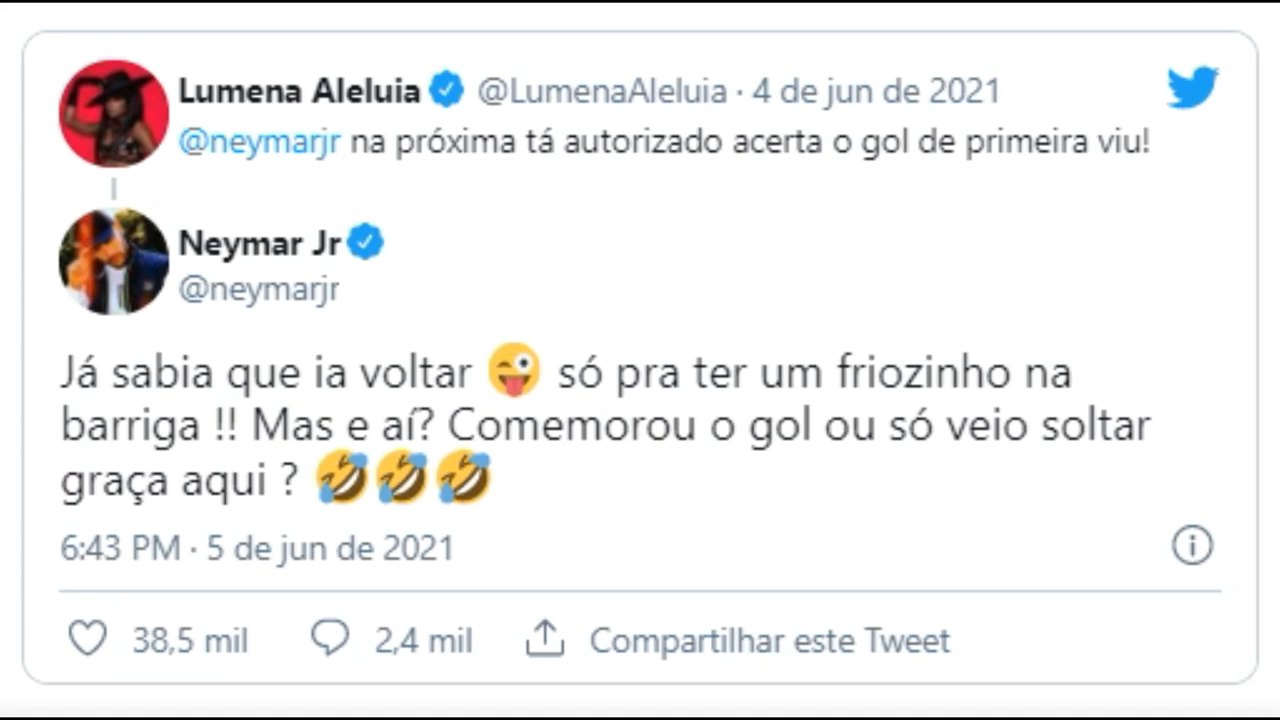 Lumena Aleluia @LumenaAleluia · 4 de jun de 2021
@neymarjr na próxima tá autorizado acerta o gol de primeira viu!
Neymar Jr
@neymarjr
Já sabia que ia voltar 😜 só pra ter um friozinho na
barriga !! Mas e aí? Comemorou o gol ou só veio soltar
graça aqui ? 🤣🤣🤣
6:43 PM · 5 de jun de 2021
38,5 mil 2,4 mil Compartilhar este Tweet